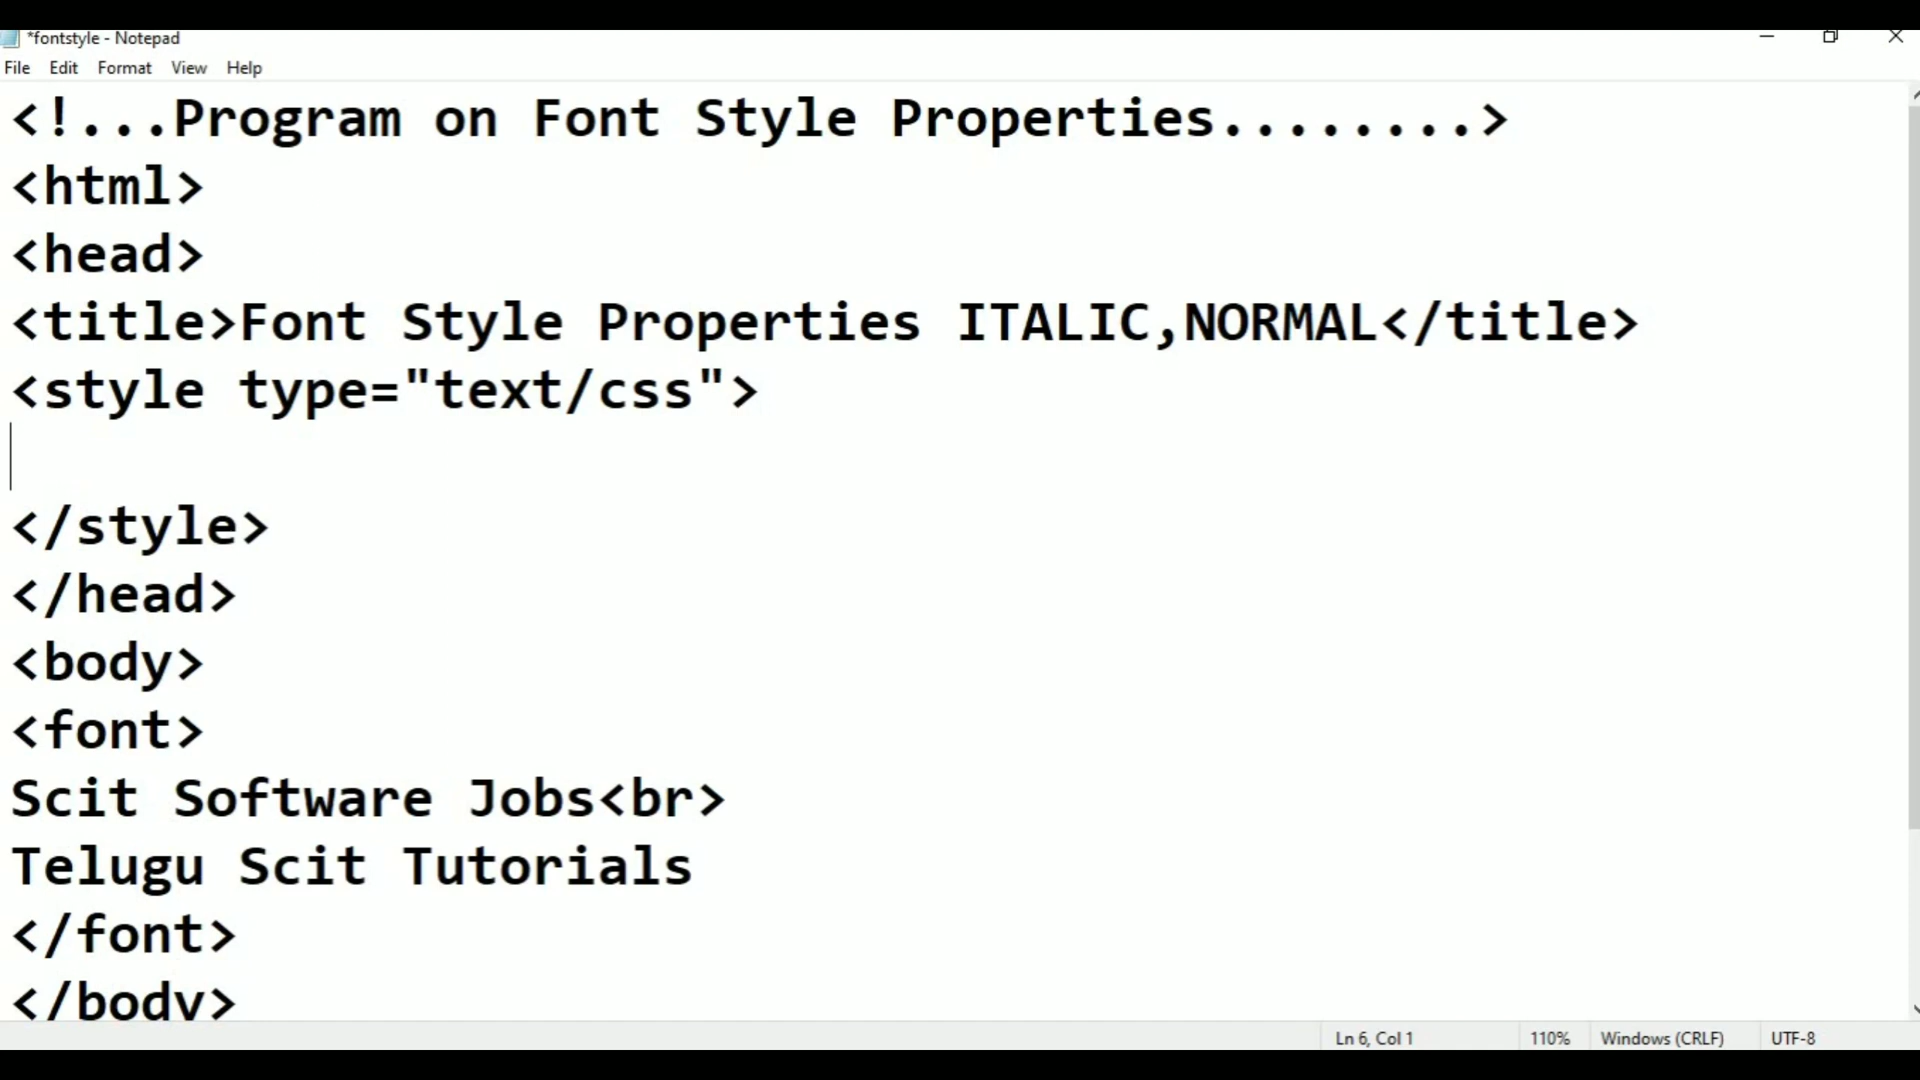 *fontstyle - Notepad
File Edit Format View Help
<!...Program on Font Style Properties........>
<html>
<head>
<title>Font Style Properties ITALIC,NORMAL</title>
<style type="text/css">
</style>
</head>
<body>
<font>
Scit Software Jobs<br>
Telugu Scit Tutorials
</font>
</body>
Ln 6, Col 1 110% Windows (CRLF) UTF-8